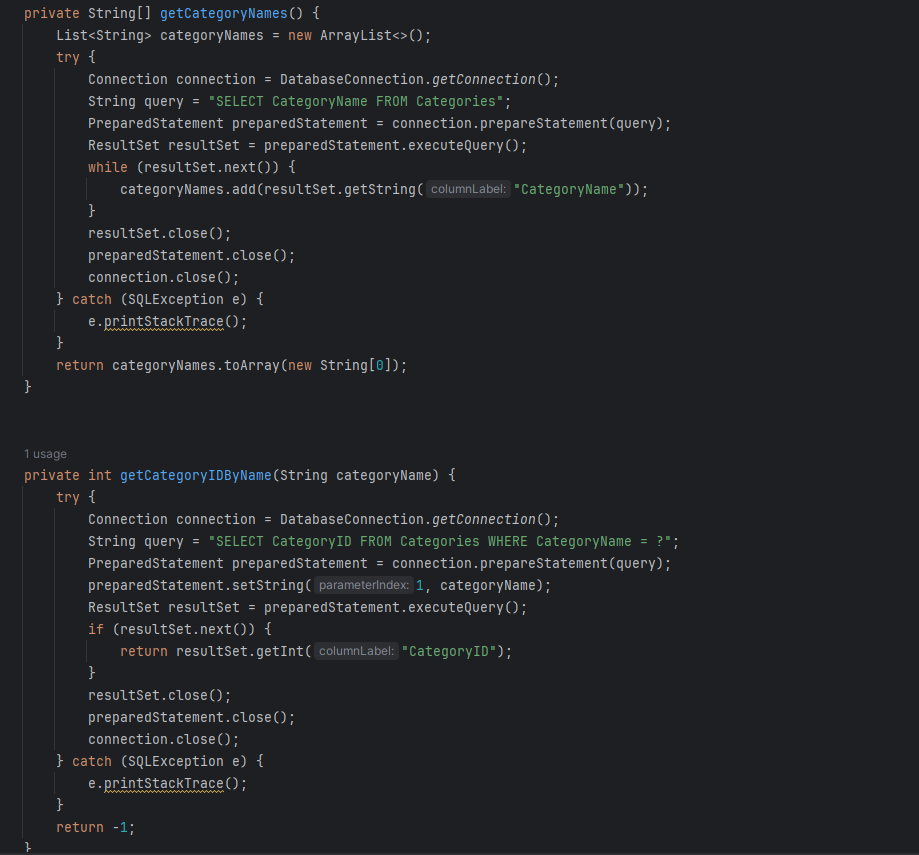 private String[] getCategoryNames() {
    List<String> categoryNames = new ArrayList<>();
    try {
        Connection connection = DatabaseConnection.getConnection();
        String query = "SELECT CategoryName FROM Categories";
        PreparedStatement preparedStatement = connection.prepareStatement(query);
        ResultSet resultSet = preparedStatement.executeQuery();
        while (resultSet.next()) {
            categoryNames.add(resultSet.getString( columnLabel: "CategoryName"));
        }
        resultSet.close();
        preparedStatement.close();
        connection.close();
    } catch (SQLException e) {
        e.printStackTrace();
    }
    return categoryNames.toArray(new String[0]);
}
1 usage
private int getCategoryIDByName(String categoryName) {
    try {
        Connection connection = DatabaseConnection.getConnection();
        String query = "SELECT CategoryID FROM Categories WHERE CategoryName = ?";
        PreparedStatement preparedStatement = connection.prepareStatement(query);
        preparedStatement.setString( parameterIndex: 1, categoryName);
        ResultSet resultSet = preparedStatement.executeQuery();
        if (resultSet.next()) {
            return resultSet.getInt( columnLabel: "CategoryID");
        }
        resultSet.close();
        preparedStatement.close();
        connection.close();
    } catch (SQLException e) {
        e.printStackTrace();
    }
    return -1;
}